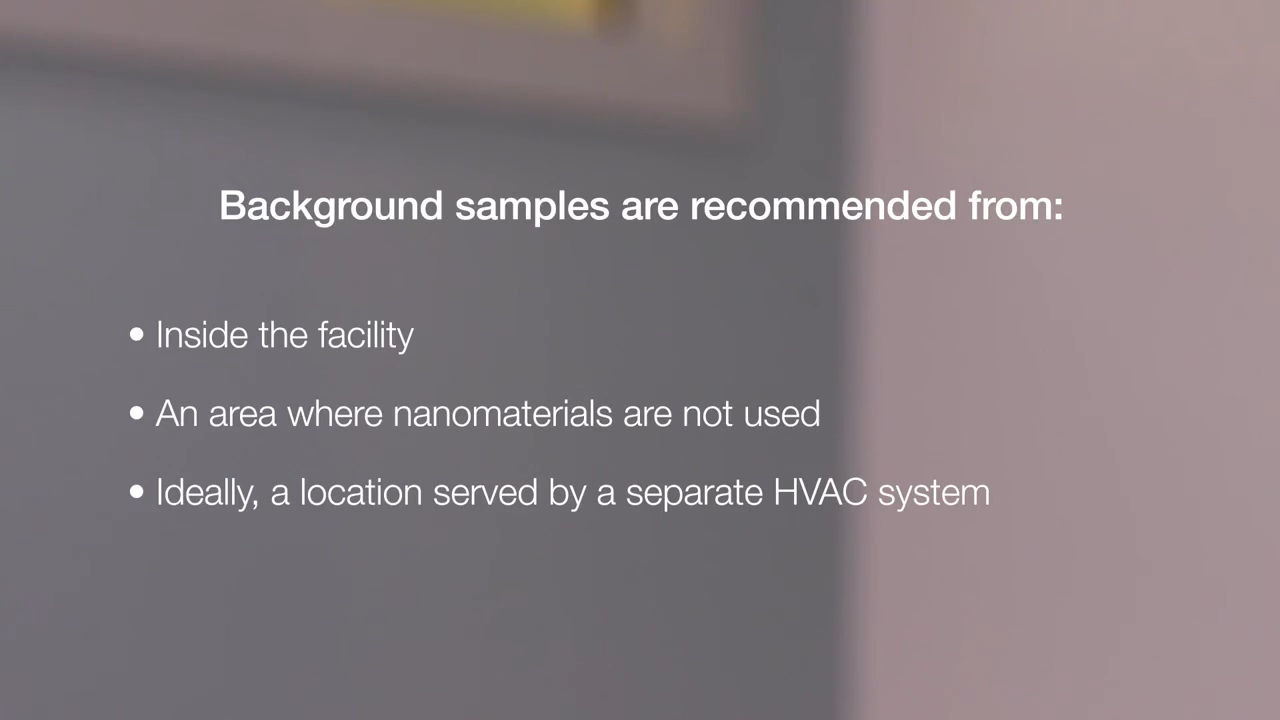 Background samples are recommended from:
• Inside the facility
• An area where nanomaterials are not used
• Ideally, a location served by a separate HVAC system